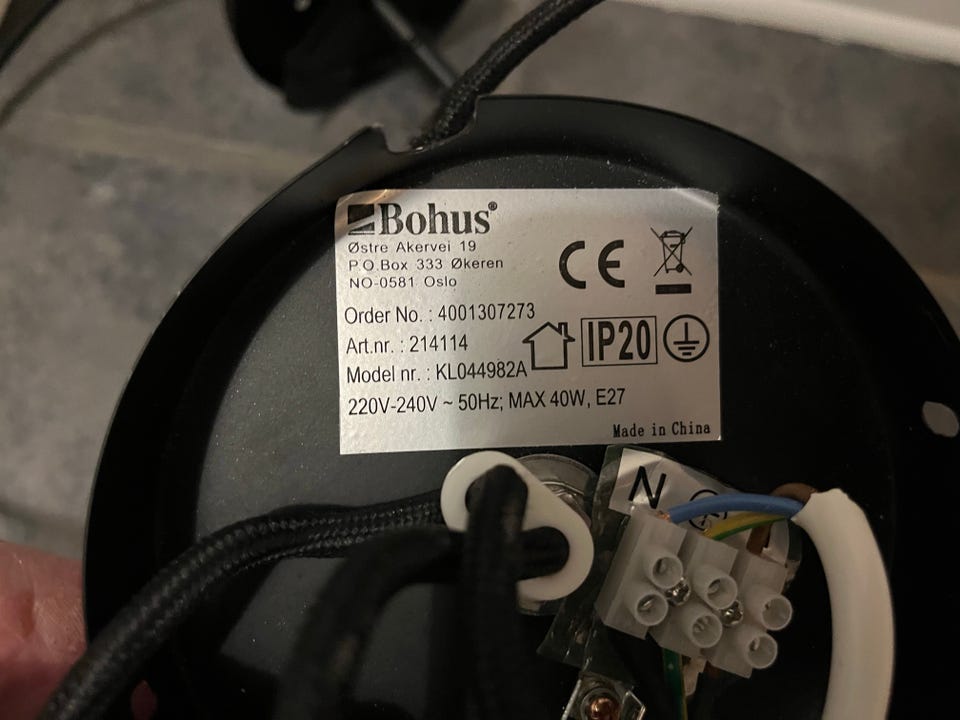 Bohus®
Østre Akervei 19
P.O.Box 333 Økeren
NO-0581 Oslo
CE
Order No. : 4001307273
Art.nr. : 214114
IP20
Model nr. : KL044982A
220V-240V ~ 50Hz; MAX 40W, E27
Made in China
N